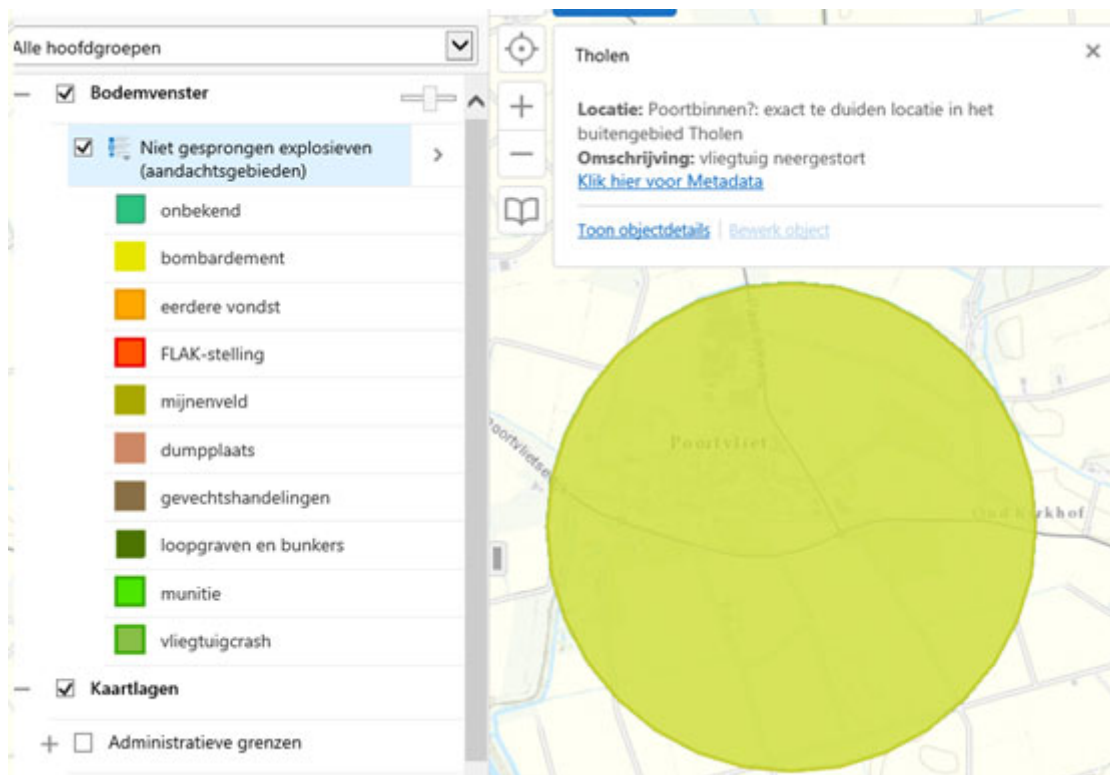 Alle hoofdgroepen
Bodemvenster
Niet gesprongen explosieven
(aandachtsgebieden)
onbekend
bombardement
eerdere vondst
FLAK-stelling
mijnenveld
dumpplaats
gevechtshandelingen
loopgraven en bunkers
munitie
vliegtuigcrash
Kaartlagen
Administratieve grenzen
Tholen
Locatie: Poortbinnen?: exact te duiden locatie in het
buitengebied Tholen
Omschrijving: vliegtuig neergestort
Klik hier voor Metadata
Toon objectdetails | Bewerk object
Poortvliet
Oud Kerkhof